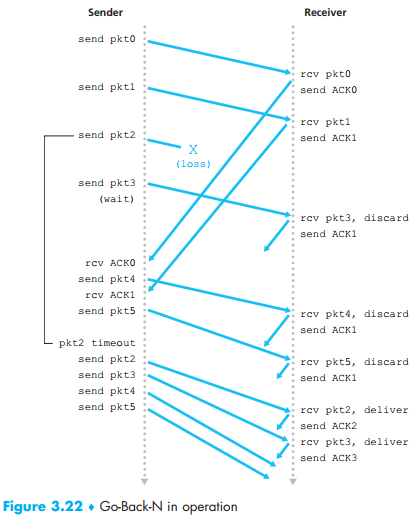 Sender
Receiver
send pkt0
rcv pkt0
send ACK0
send pkt1
rcv pkt1
send ACK1
send pkt2
X
(loss)
send pkt3
(wait)
rcv pkt3, discard
send ACK1
rcv ACK0
send pkt4
rcv ACK1
send pkt5
rcv pkt4, discard
send ACK1
pkt2 timeout
send pkt2
send pkt3
send pkt4
send pkt5
rcv pkt5, discard
send ACK1
rcv pkt2, deliver
send ACK2
rcv pkt3, deliver
send ACK3
Figure 3.22 ♦ Go-Back-N in operation